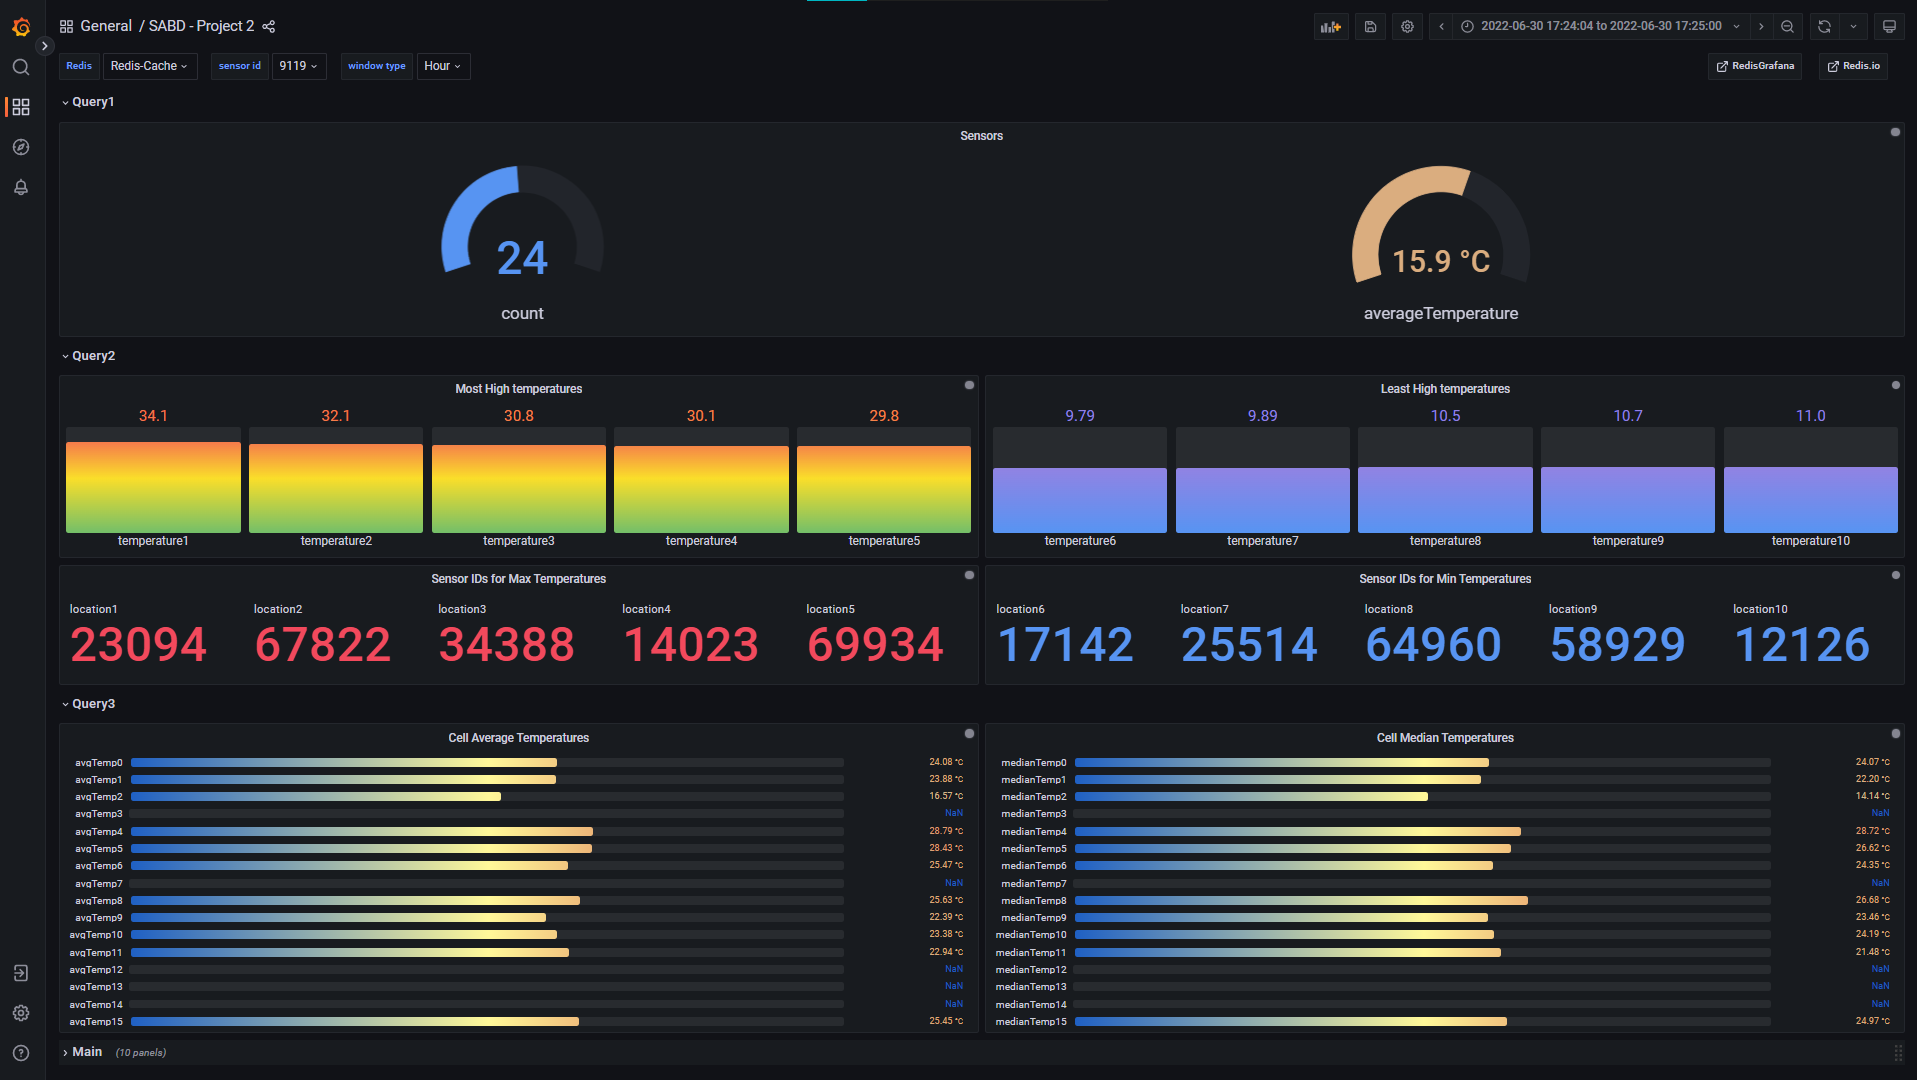 General / SABD - Project 2
2022-06-30 17:24:04 to 2022-06-30 17:25:00
Redis Redis-Cache sensor id 9119 window type Hour RedisGrafana Redis.io
Query1
Sensors
24
15.9 °C
count
averageTemperature
Query2
Most High temperatures
34.1 32.1 30.8 30.1 29.8
temperature1 temperature2 temperature3 temperature4 temperature5
Least High temperatures
9.79 9.89 10.5 10.7 11.0
temperature6 temperature7 temperature8 temperature9 temperature10
Sensor IDs for Max Temperatures
location1 location2 location3 location4 location5
23094 67822 34388 14023 69934
Sensor IDs for Min Temperatures
location6 location7 location8 location9 location10
17142 25514 64960 58929 12126
Query3
Cell Average Temperatures
avgTemp0 24.08 °C
avgTemp1 23.88 °C
avgTemp2 16.57 °C
avgTemp3 NaN
avgTemp4 28.79 °C
avgTemp5 28.43 °C
avgTemp6 25.47 °C
avgTemp7 NaN
avgTemp8 25.63 °C
avgTemp9 22.39 °C
avgTemp10 23.38 °C
avgTemp11 22.94 °C
avgTemp12 NaN
avgTemp13 NaN
avgTemp14 NaN
avgTemp15 25.45 °C
Cell Median Temperatures
medianTemp0 24.07 °C
medianTemp1 22.20 °C
medianTemp2 14.14 °C
medianTemp3 NaN
medianTemp4 28.72 °C
medianTemp5 26.62 °C
medianTemp6 24.35 °C
medianTemp7 NaN
medianTemp8 26.68 °C
medianTemp9 23.46 °C
medianTemp10 24.19 °C
medianTemp11 21.48 °C
medianTemp12 NaN
medianTemp13 NaN
medianTemp14 NaN
medianTemp15 24.97 °C
Main (10 panels)